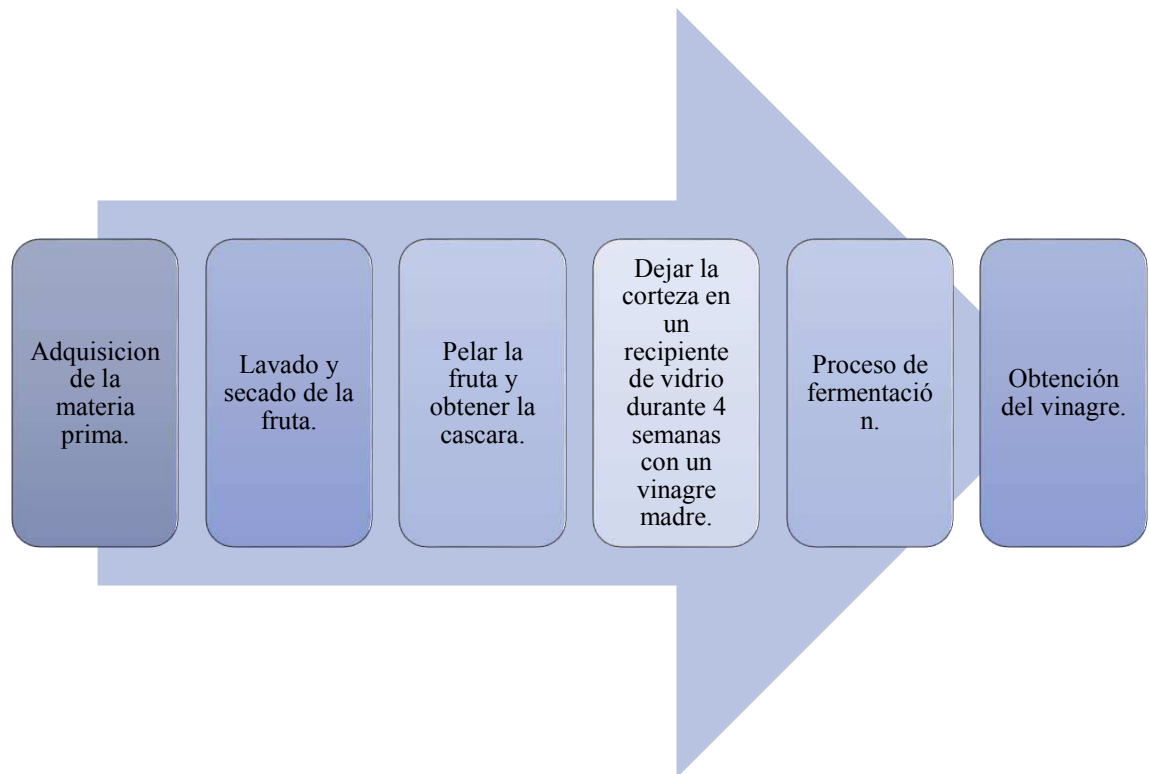 Adquisicion
de la
materia
prima.
Lavado y
secado de la
fruta.
Pelar la
fruta y
obtener la
cascara.
Dejar la
corteza en
un
recipiente
de vidrio
durante 4
semanas
con un
vinagre
madre.
Proceso de
fermentació
n.
Obtención
del vinagre.